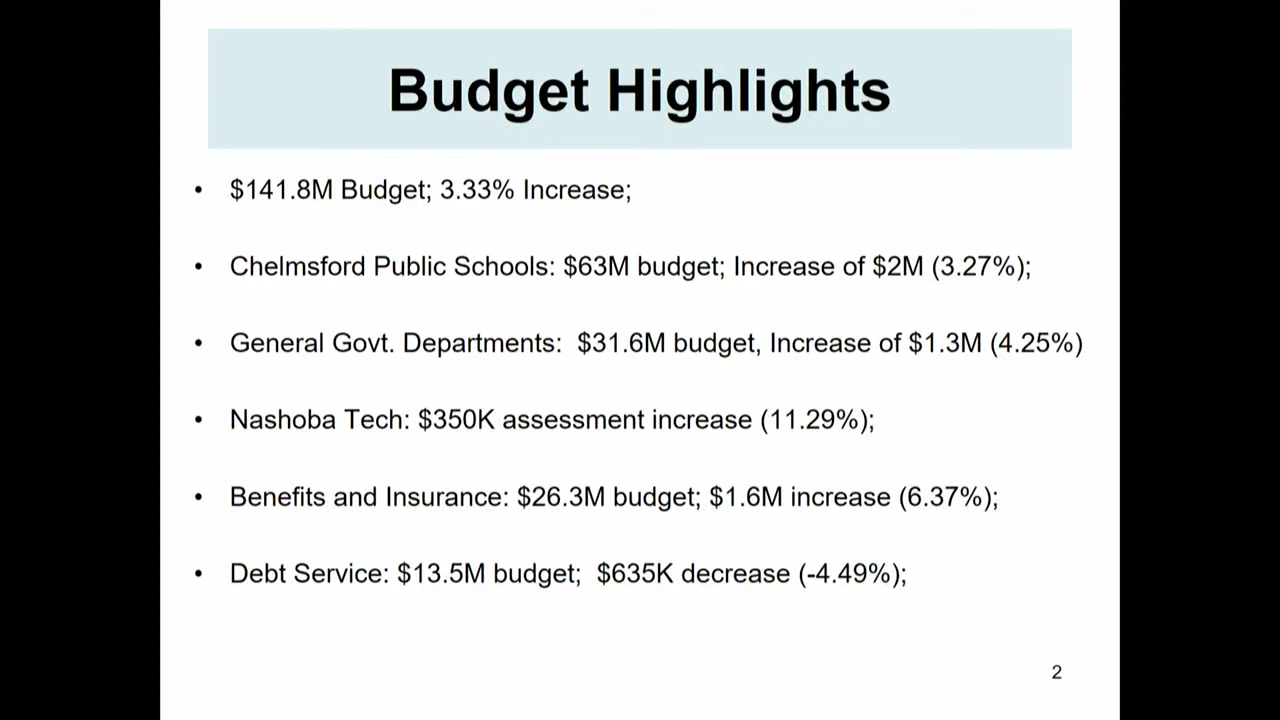 Budget Highlights
• $141.8M Budget; 3.33% Increase;
• Chelmsford Public Schools: $63M budget; Increase of $2M (3.27%);
• General Govt. Departments:  $31.6M budget, Increase of $1.3M (4.25%)
• Nashoba Tech: $350K assessment increase (11.29%);
• Benefits and Insurance: $26.3M budget; $1.6M increase (6.37%);
• Debt Service: $13.5M budget;  $635K decrease (-4.49%);
2